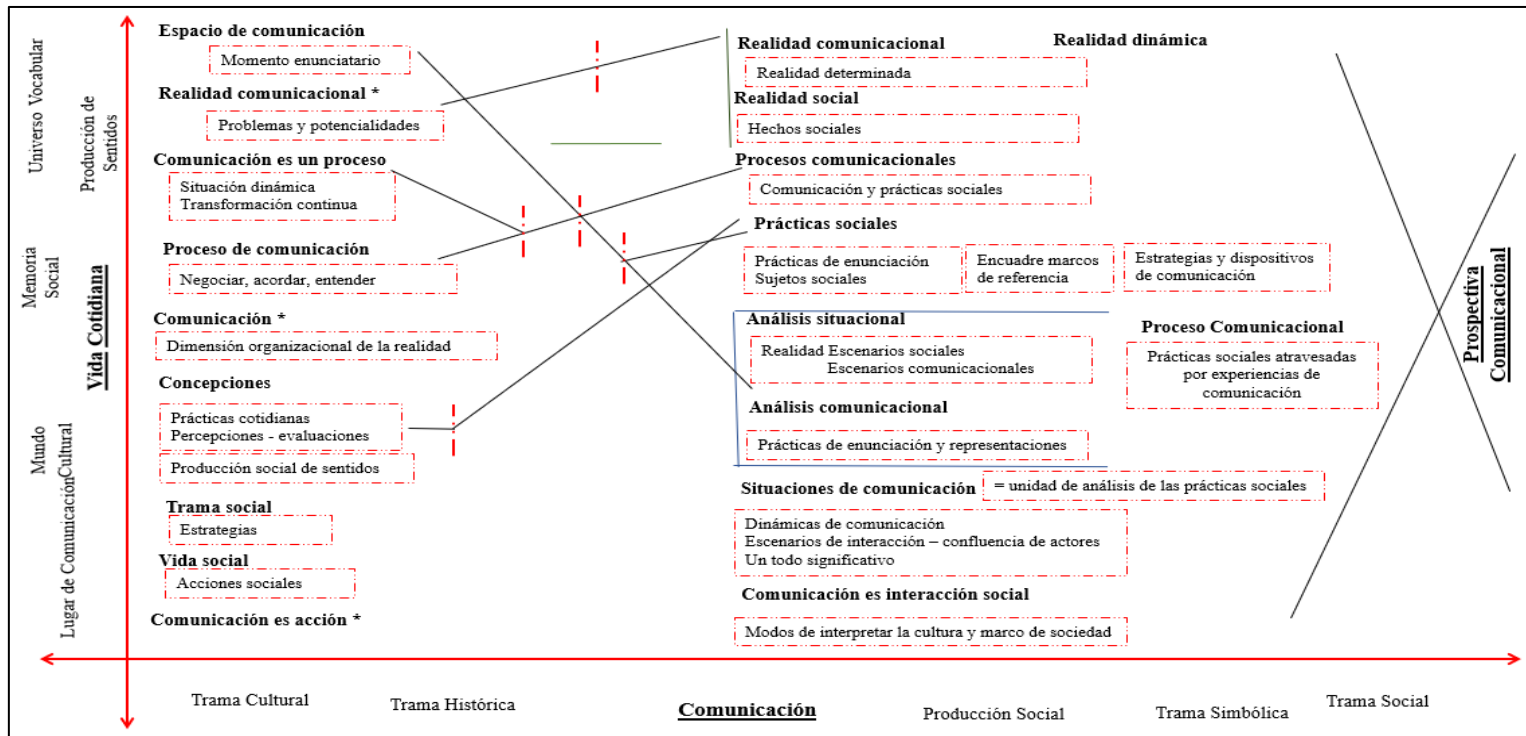 Universo Vocabular
Producción de
Sentidos
Memoria
Social
Vida Cotidiana
Mundo
Cultural
Lugar de Comunicación
Espacio de comunicación
Momento enunciatario
Realidad comunicacional *
Problemas y potencialidades
Comunicación es un proceso
Situación dinámica
Transformación continua
Proceso de comunicación
Negociar, acordar, entender
Comunicación *
Dimensión organizacional de la realidad
Concepciones
Prácticas cotidianas
Percepciones - evaluaciones
Producción social de sentidos
Trama social
Estrategias
Vida social
Acciones sociales
Comunicación es acción *
Realidad comunicacional
Realidad determinada
Realidad social
Hechos sociales
Procesos comunicacionales
Comunicación y prácticas sociales
Prácticas sociales
Prácticas de enunciación
Sujetos sociales
Encuadre marcos
de referencia
Estrategias y dispositivos
de comunicación
Análisis situacional
Realidad Escenarios sociales
Escenarios comunicacionales
Análisis comunicacional
Prácticas de enunciación y representaciones
Situaciones de comunicación
= unidad de análisis de las prácticas sociales
Dinámicas de comunicación
Escenarios de interacción – confluencia de actores
Un todo significativo
Comunicación es interacción social
Modos de interpretar la cultura y marco de sociedad
Realidad dinámica
Proceso Comunicacional
Prácticas sociales atravesadas
por experiencias de
comunicación
Prospectiva
Comunicacional
Trama Cultural
Trama Histórica
Comunicación
Producción Social
Trama Simbólica
Trama Social